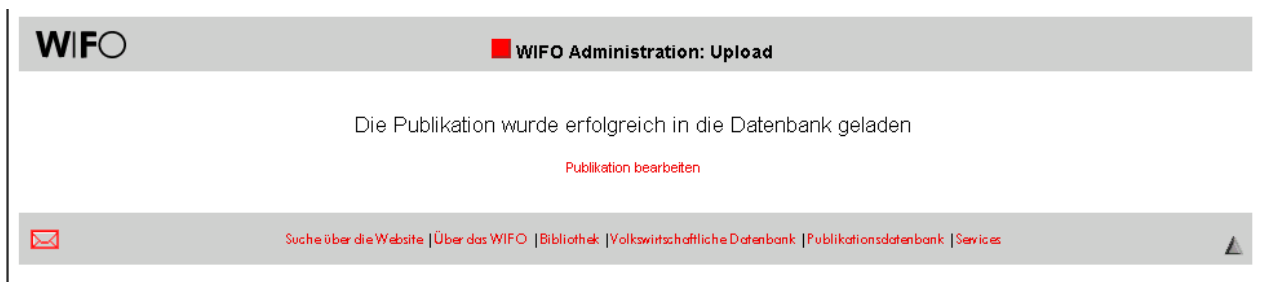 WIFO
WIFO Administration: Upload
Die Publikation wurde erfolgreich in die Datenbank geladen
Publikation bearbeiten
Suche über die Website |Über das WIFO |Bibliothek |Volkswirtschaftliche Datenbank |Publikationsdatenbank |Services